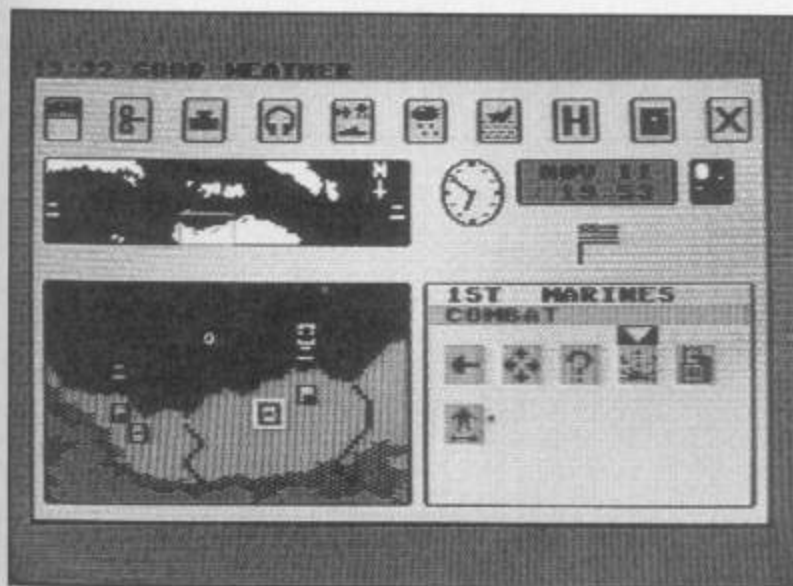 GOOD WEATHER
H X
N
NOV 11
19:53
1ST MARINES
COMBAT